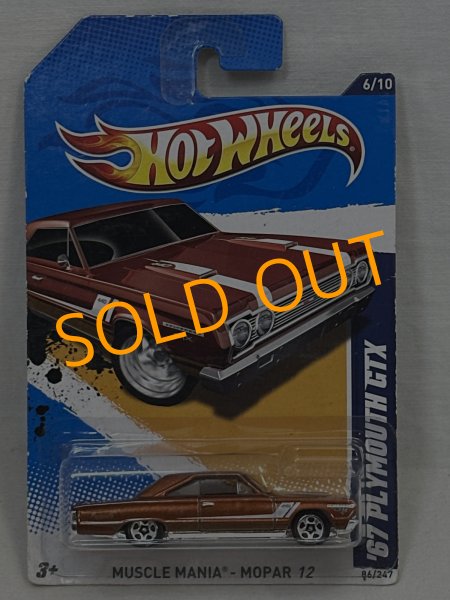 6/10
HOT WHEELS
SOLD OUT
'67 PLYMOUTH GTX
3+
MUSCLE MANIA® - MOPAR 12
86/247